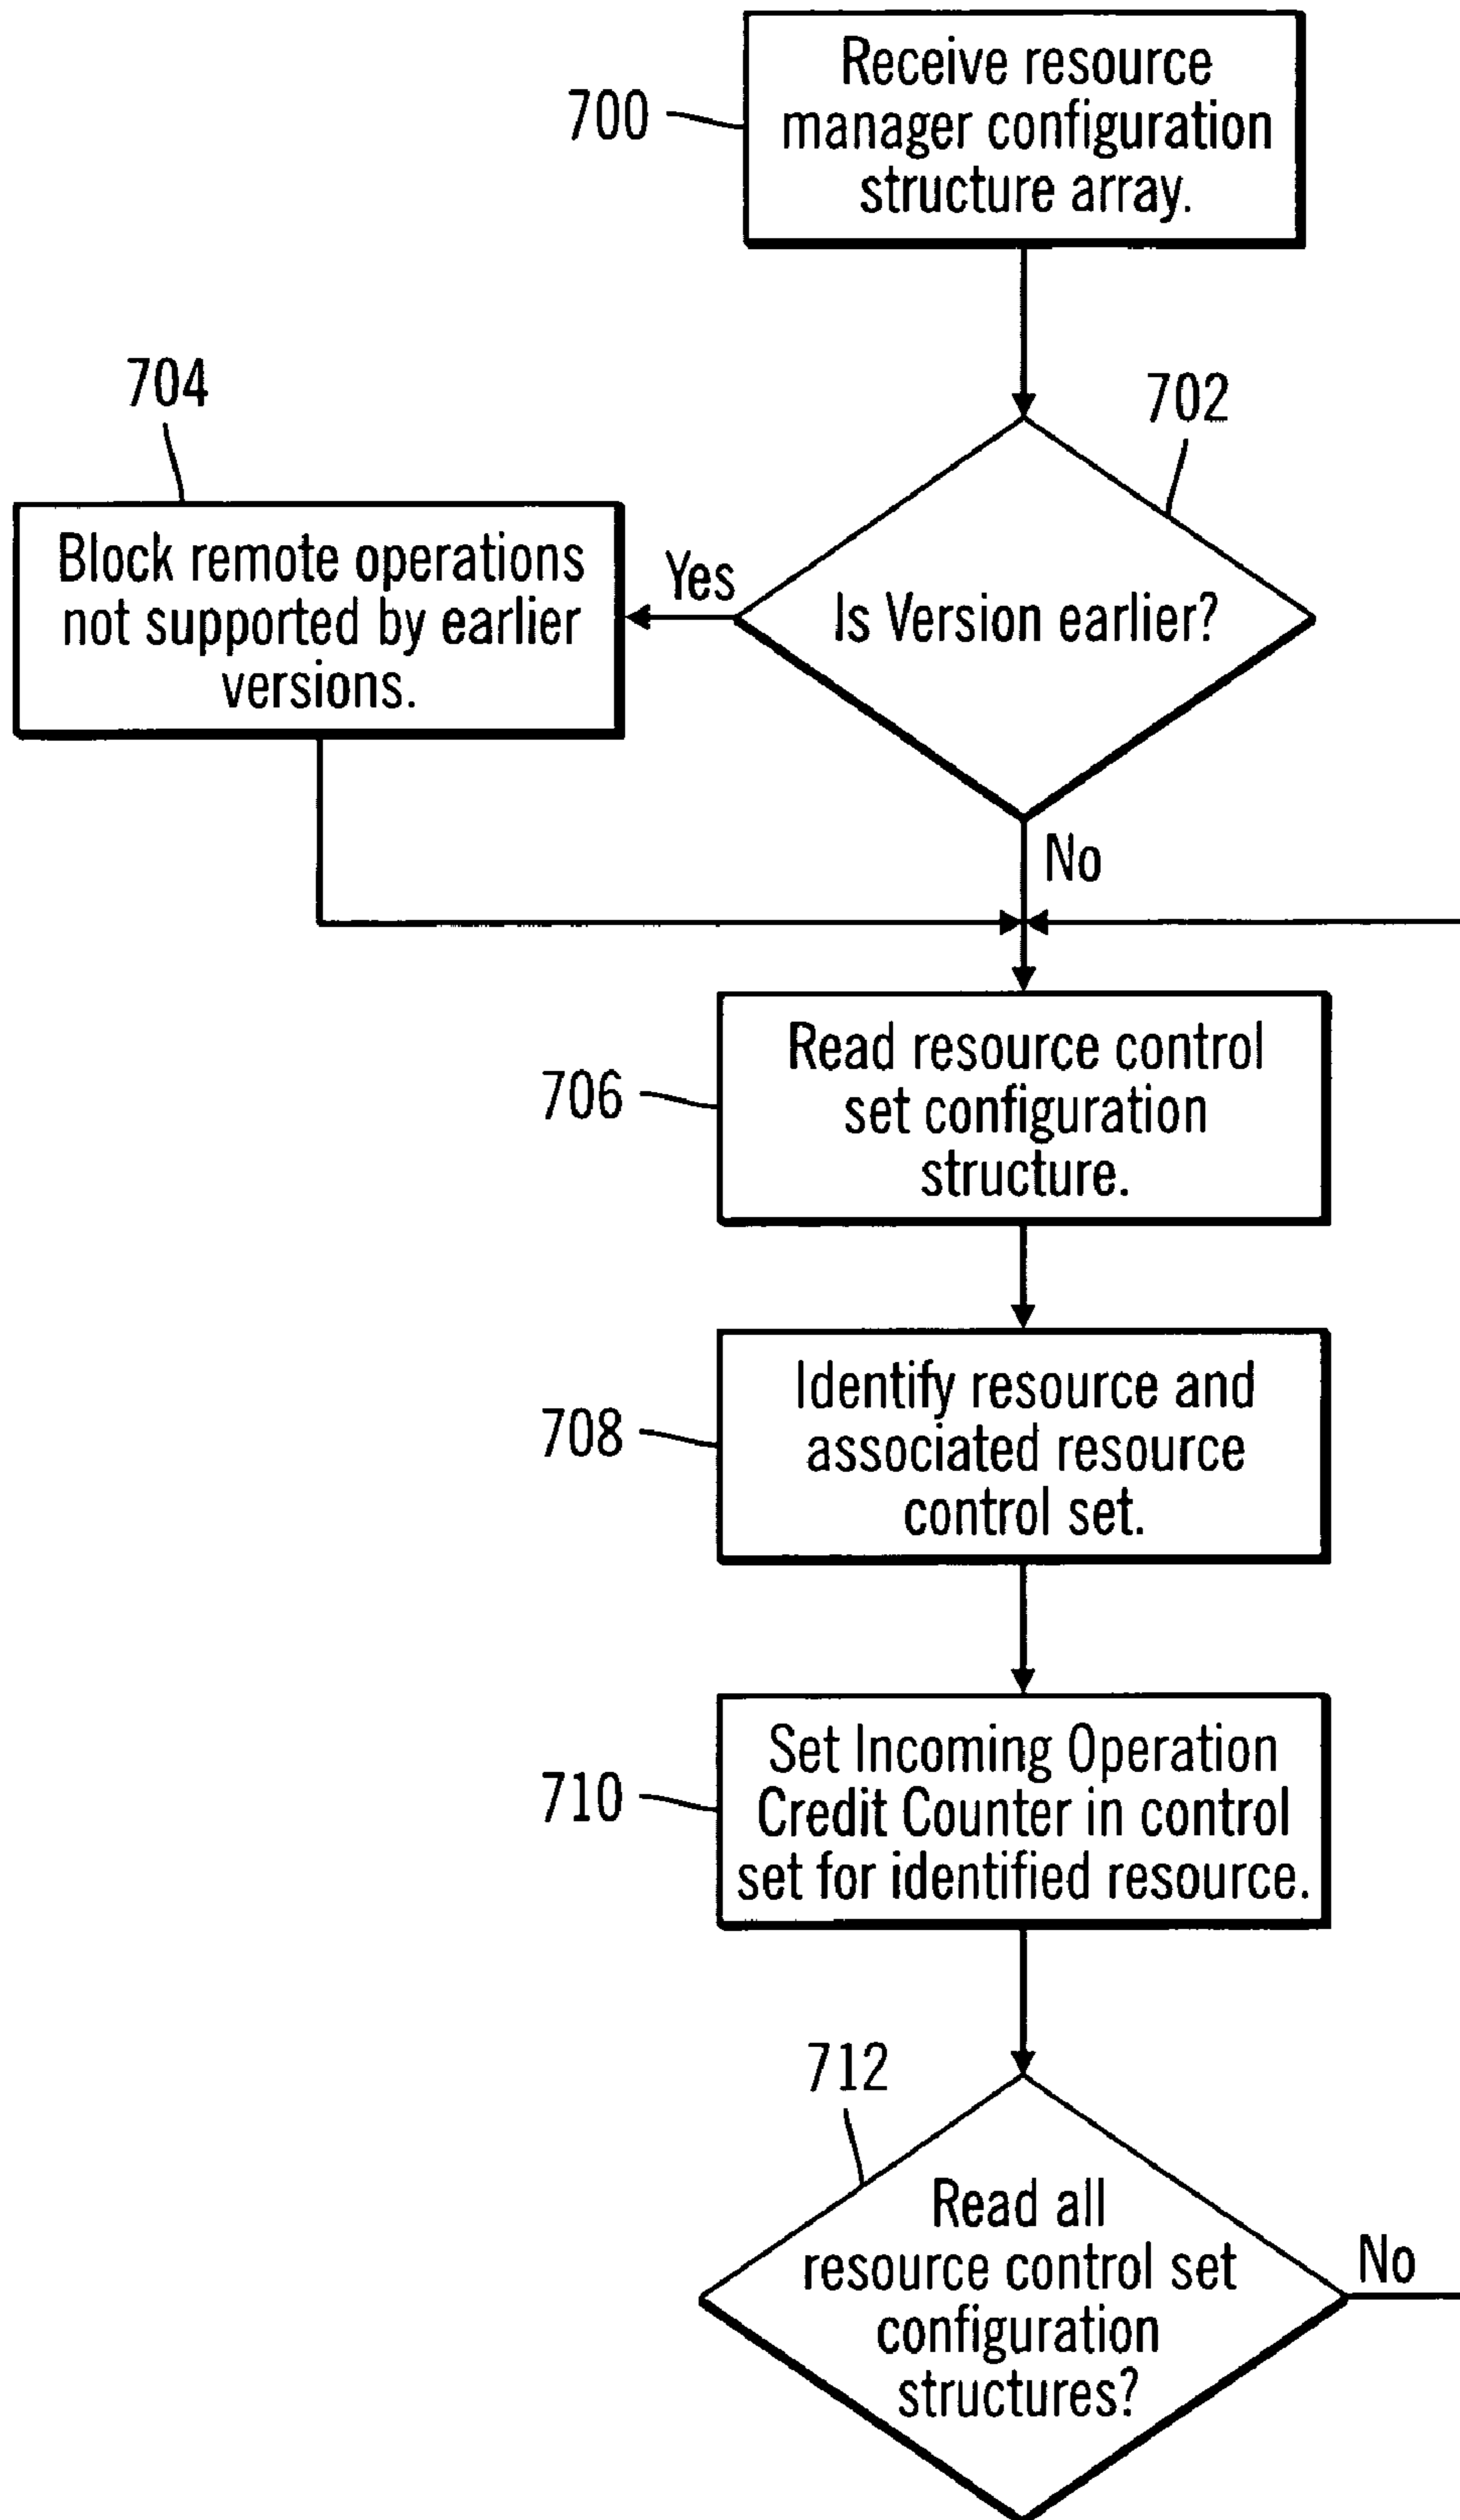 700
Receive resource
manager configuration
structure array.
704
702
Block remote operations
not supported by earlier
versions.
Yes
Is Version earlier?
No
706
Read resource control
set configuration
structure.
708
Identify resource and
associated resource
control set.
710
Set Incoming Operation
Credit Counter in control
set for identified resource.
712
Read all
resource control set
configuration
structures?
No